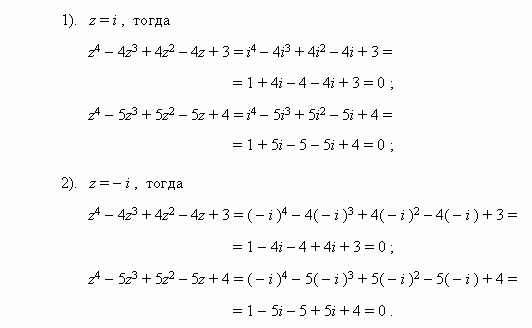 1). z = i , тогда
z⁴ – 4z³ + 4z² – 4z + 3 = i⁴ – 4i³ + 4i² – 4i + 3 =
= 1 + 4i – 4 – 4i + 3 = 0 ;
z⁴ – 5z³ + 5z² – 5z + 4 = i⁴ – 5i³ + 5i² – 5i + 4 =
= 1 + 5i – 5 – 5i + 4 = 0 ;
2). z = – i , тогда
z⁴ – 4z³ + 4z² – 4z + 3 = ( – i )⁴ – 4( – i )³ + 4( – i )² – 4( – i ) + 3 =
= 1 – 4i – 4 + 4i + 3 = 0 ;
z⁴ – 5z³ + 5z² – 5z + 4 = ( – i )⁴ – 5( – i )³ + 5( – i )² – 5( – i ) + 4 =
= 1 – 5i – 5 + 5i + 4 = 0 .